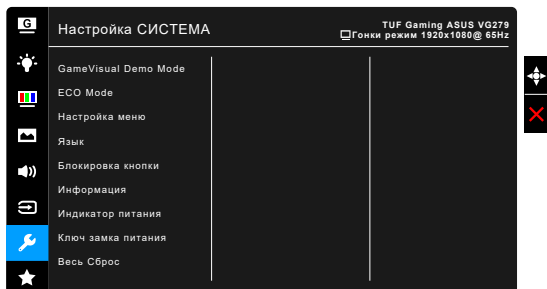 G
Настройка СИСТЕМА
TUF Gaming ASUS VG279
Гонки режим 1920x1080@ 65Hz
GameVisual Demo Mode
ECO Mode
Настройка меню
Язык
Блокировка кнопки
Информация
Индикатор питания
Ключ замка питания
Весь Сброс